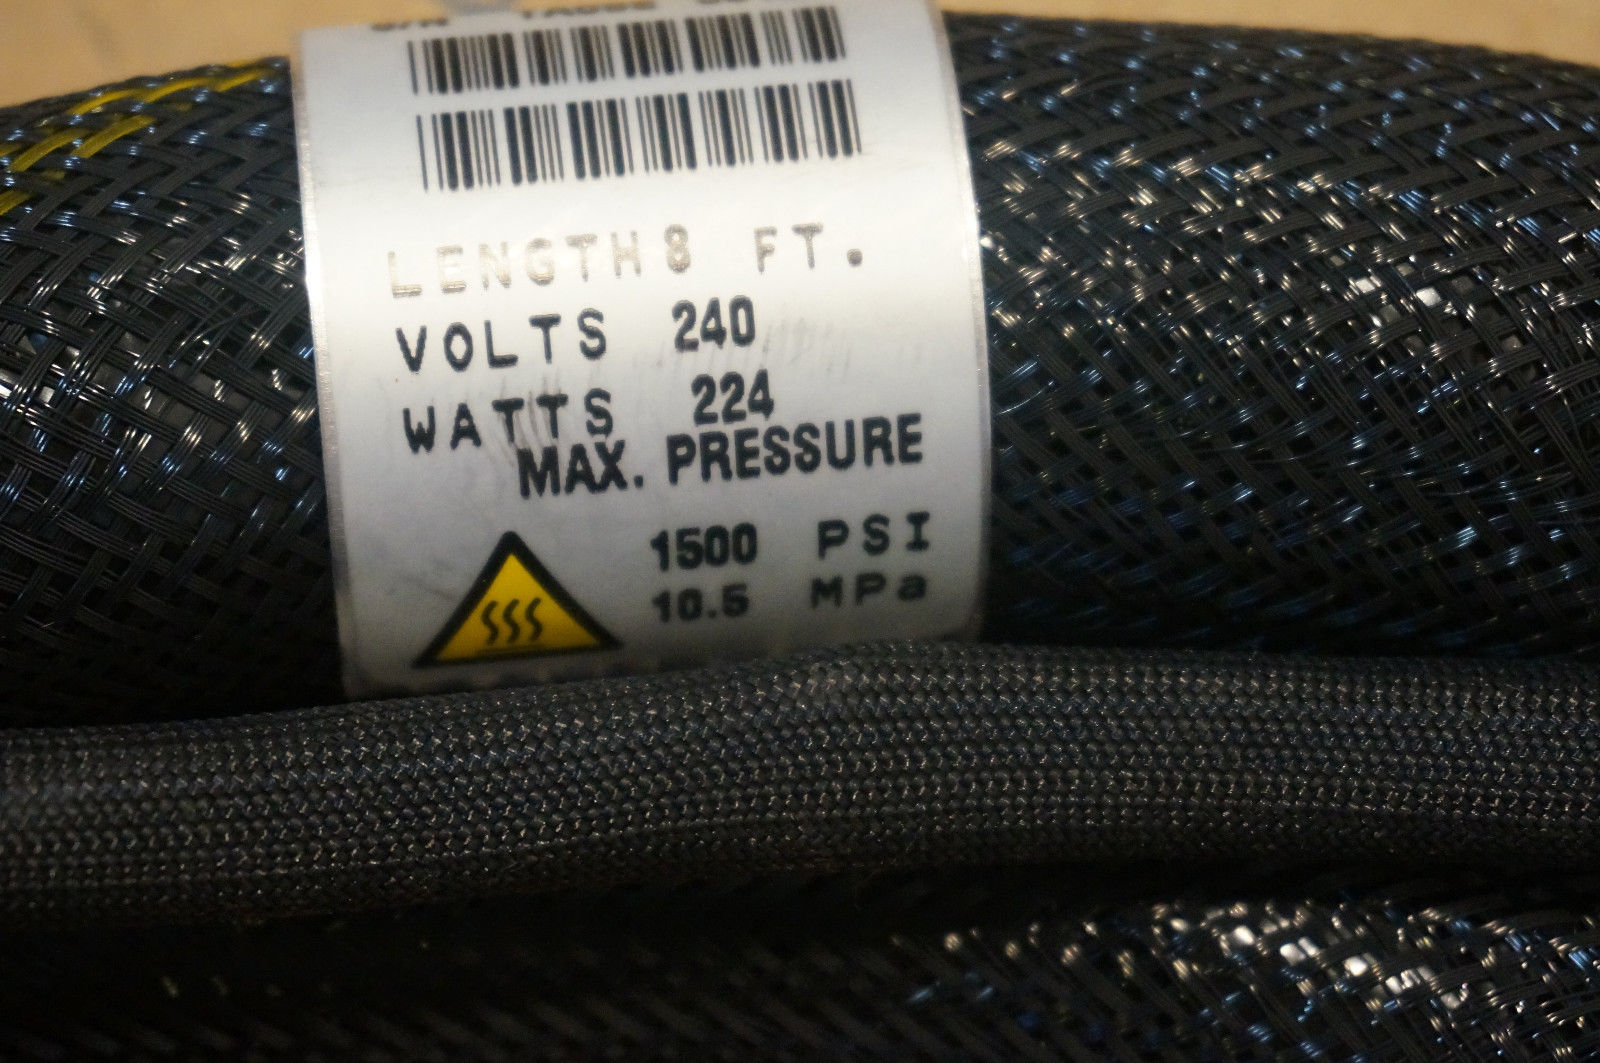 LENGTH 8 FT.
VOLTS 240
WATTS 224
MAX. PRESSURE
1500 PSI
10.5 MPa